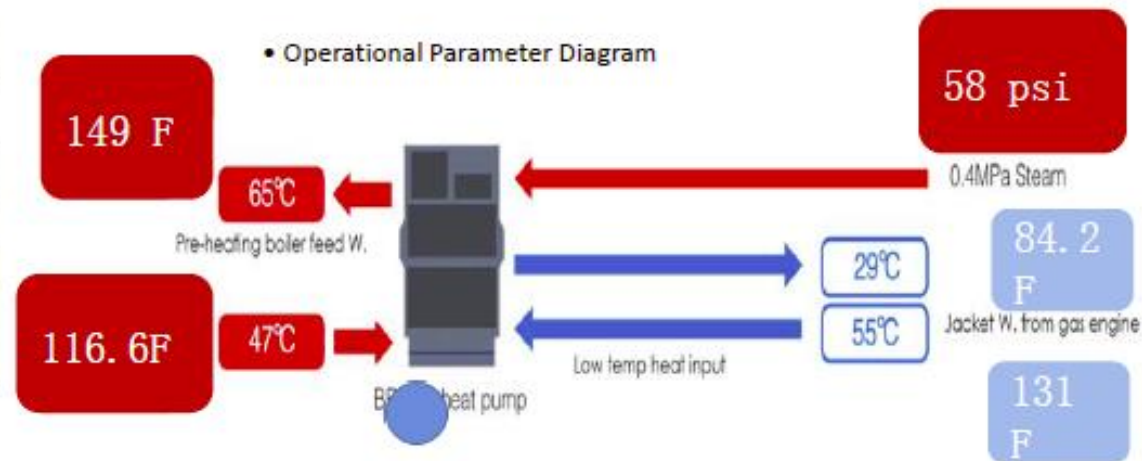 • Operational Parameter Diagram
58 psi
149 F
0.4MPa Steam
65℃
Pre-heating boiler feed W.
84.2
F
29℃
Jacket W. from gas engine
116.6F
47℃
55℃
Low temp heat input
heat pump
131
F